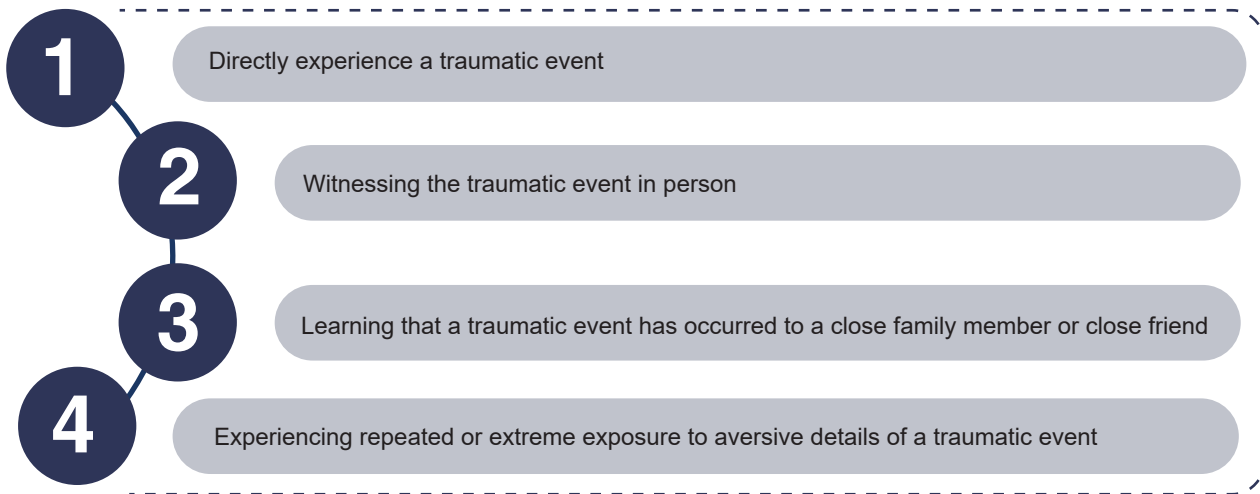 1
Directly experience a traumatic event
2
Witnessing the traumatic event in person
3
Learning that a traumatic event has occurred to a close family member or close friend
4
Experiencing repeated or extreme exposure to aversive details of a traumatic event